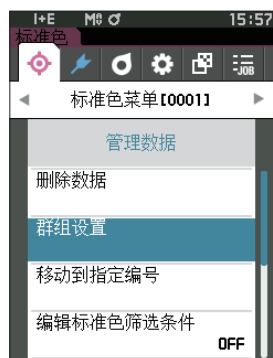 I+E M0 15:57
标准色
JOB
标准色菜单[0001]
管理数据
删除数据
群组设置
移动到指定编号
编辑标准色筛选条件
OFF